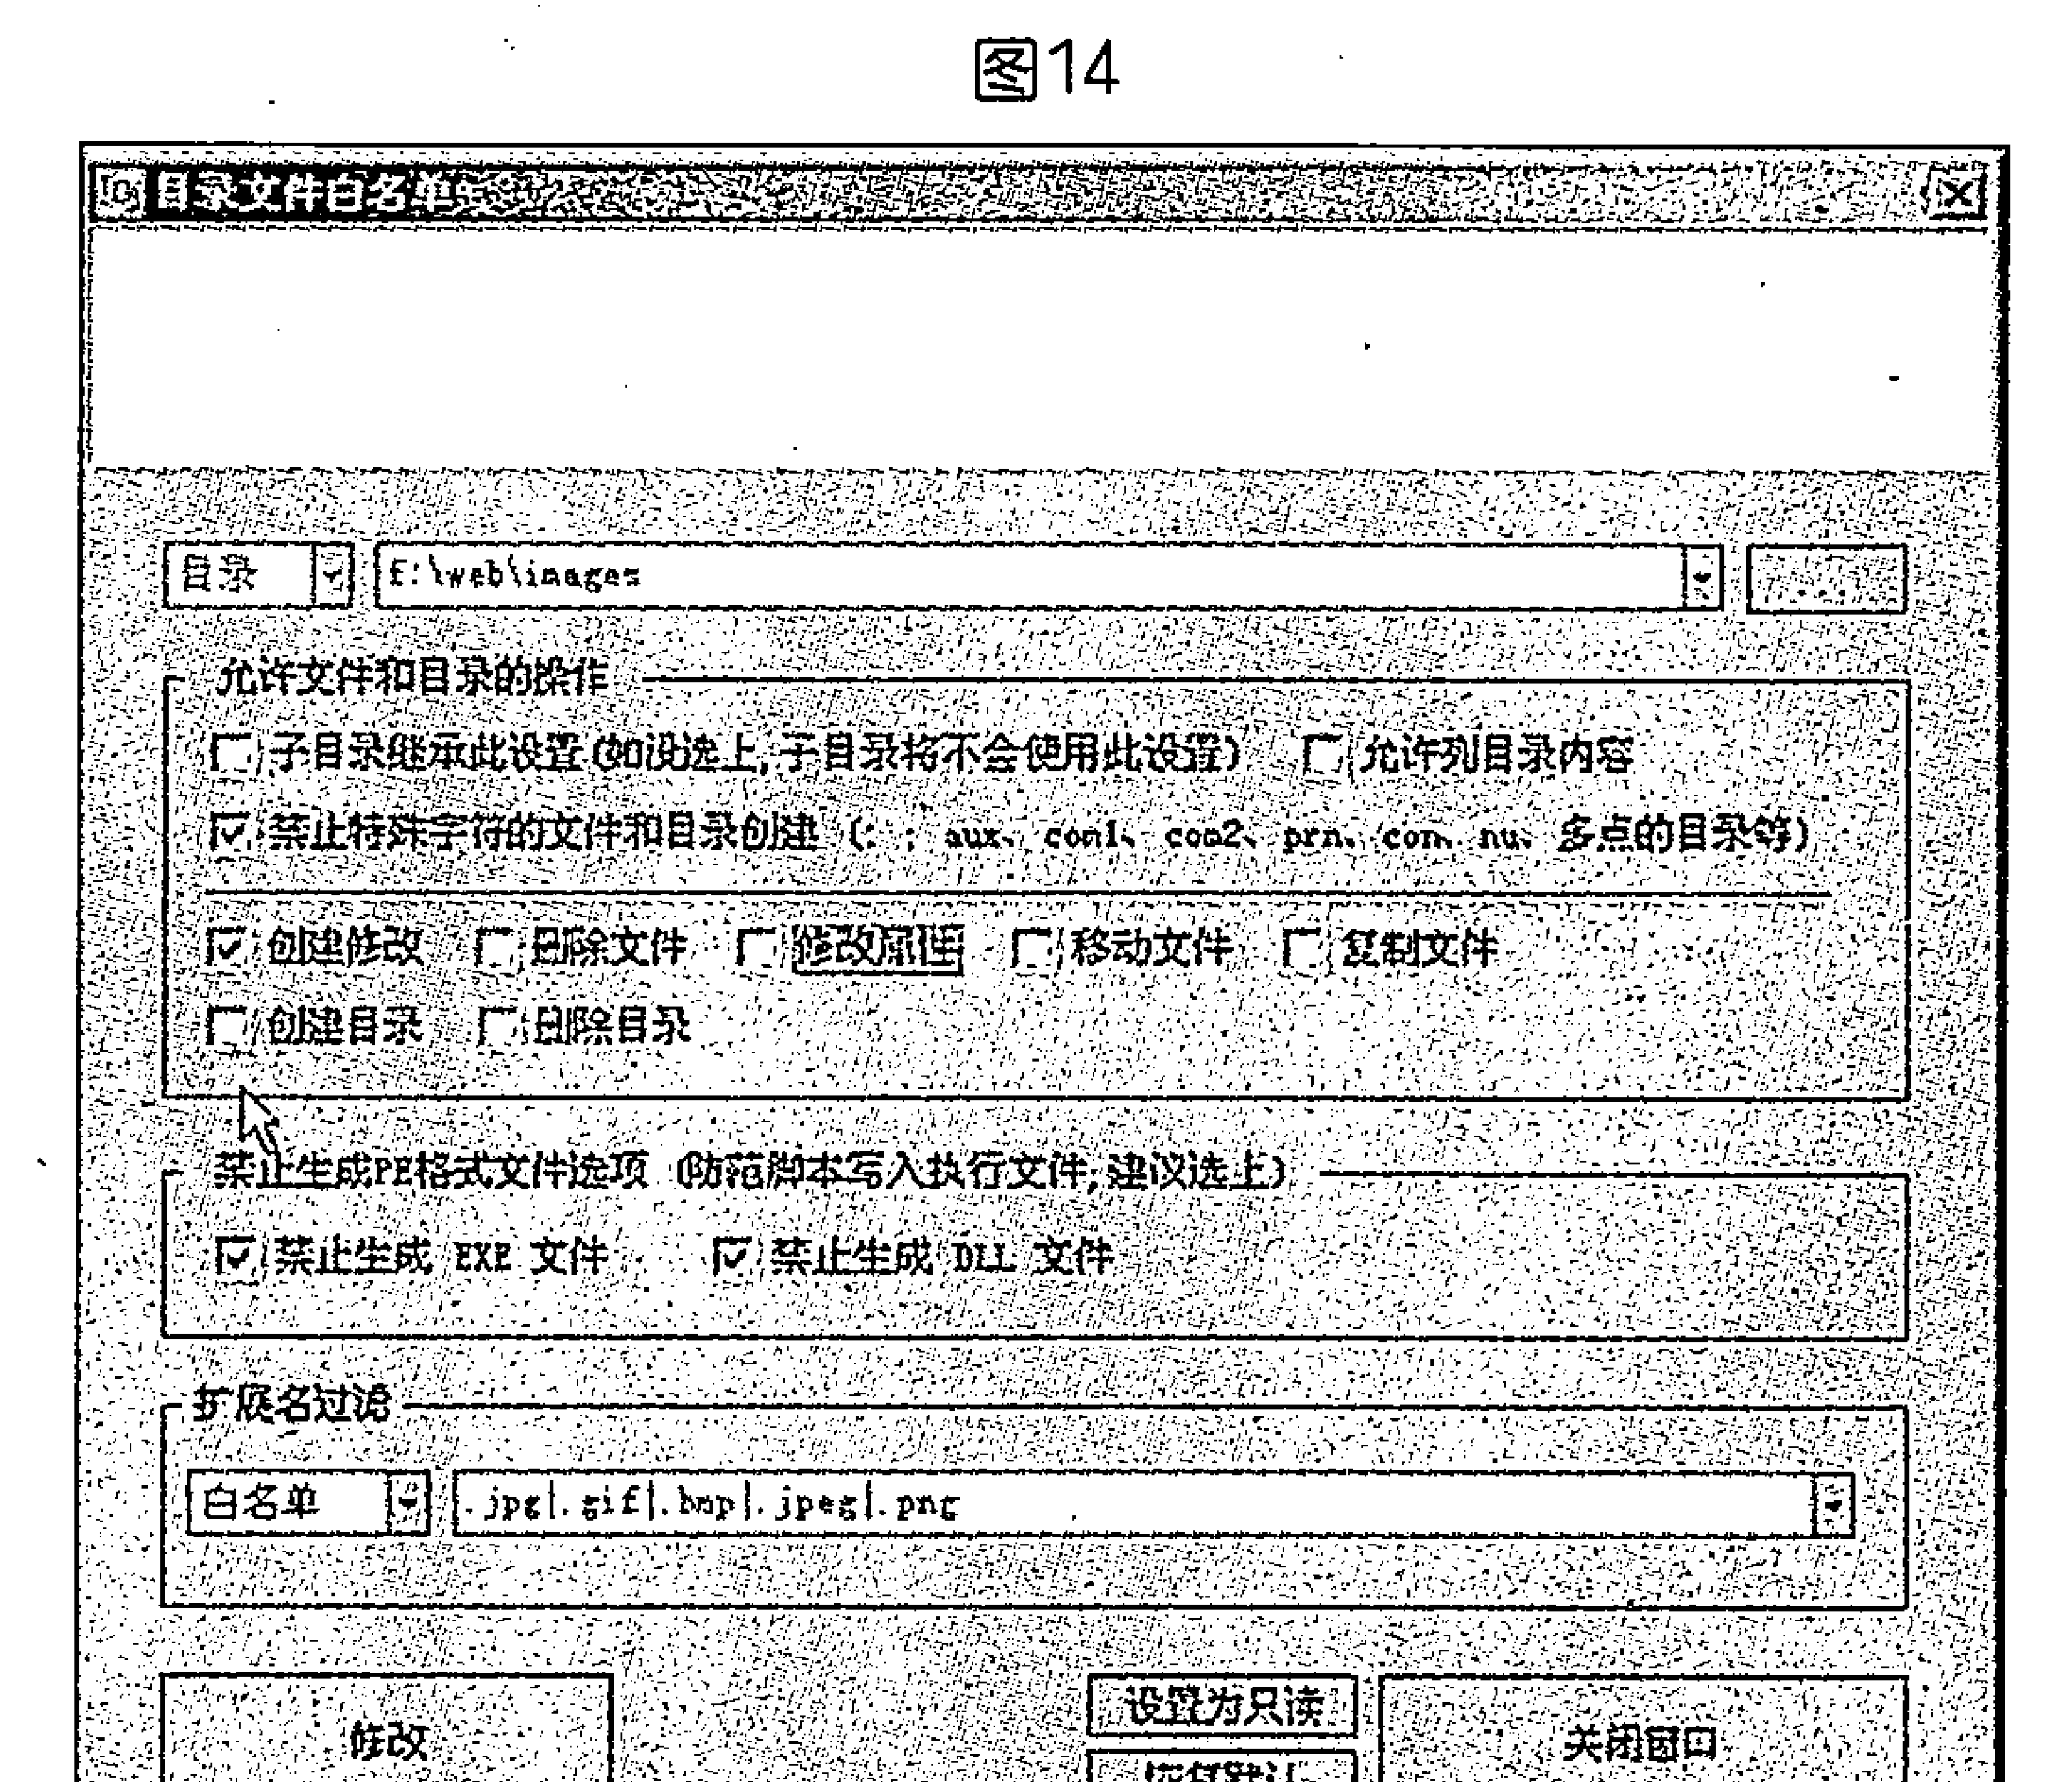 图14
目录文件白名单
目录 E:\web\images
允许文件和目录的操作
子目录继承此设置(如没选上,子目录将不会使用此设置) 允许列目录内容
禁止特殊字符的文件和目录创建 (: ; aux、com1、com2、prn、con、nu、多点的目录等)
创建修改 删除文件 修改属性 移动文件 复制文件
创建目录 删除目录
禁止生成PE格式文件选项 (防范脚本写入执行文件,建议选上)
禁止生成 EXE 文件 禁止生成 DLL 文件
扩展名过滤
白名单 .jpg|.gif|.bmp|.jpeg|.png
设置为只读
修改 关闭窗口